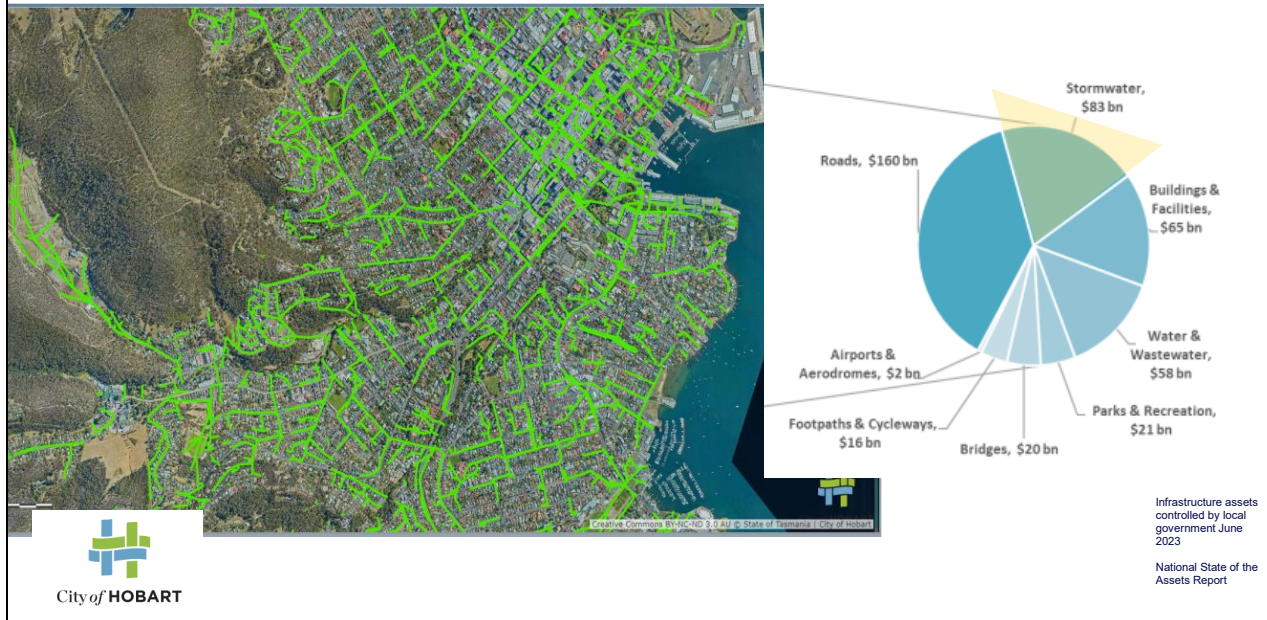 Stormwater,
$83 bn
Roads, $160 bn
Buildings &
Facilities,
$65 bn
Water &
Wastewater,
$58 bn
Airports &
Aerodromes, $2 bn
Parks & Recreation,
$21 bn
Footpaths & Cycleways,
$16 bn
Bridges, $20 bn
Creative Commons BY-NC-ND 3.0 AU © State of Tasmania | City of Hobart
Infrastructure assets
controlled by local
government June
2023
National State of the
Assets Report
City of HOBART